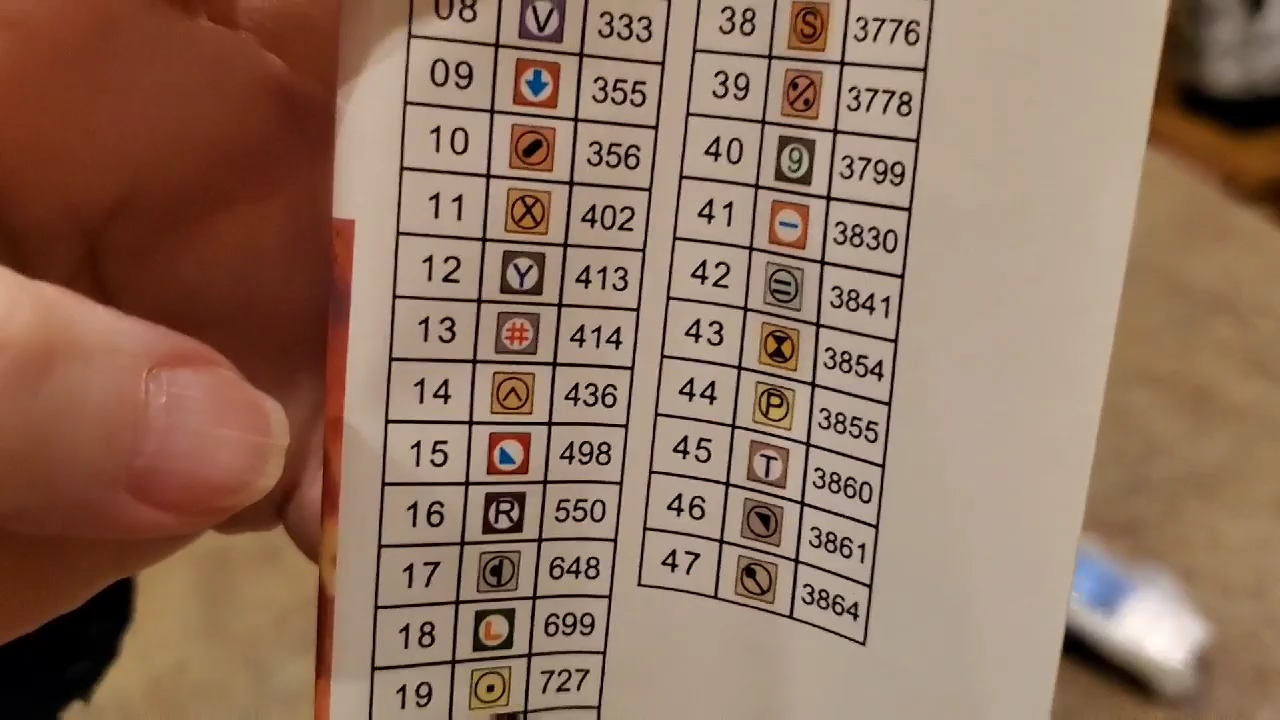 08 V 333
09 355
10 356
11 X 402
12 Y 413
13 # 414
14 436
15 498
16 R 550
17 648
18 L 699
19 727
38 S 3776
39 3778
40 9 3799
41 − 3830
42 = 3841
43 3854
44 P 3855
45 T 3860
46 3861
47 3864